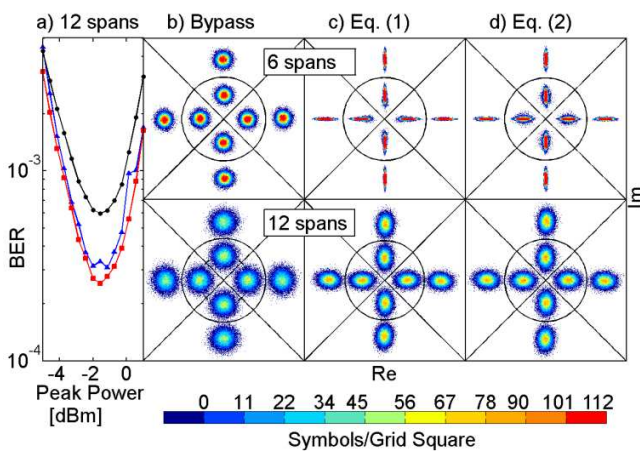 a) 12 spans b) Bypass c) Eq. (1) d) Eq. (2)
6 spans
10^-3
Im
BER
12 spans
10^-4
-4 -2 0
Re
Peak Power
[dBm]
0 11 22 34 45 56 67 78 90 101 112
Symbols/Grid Square